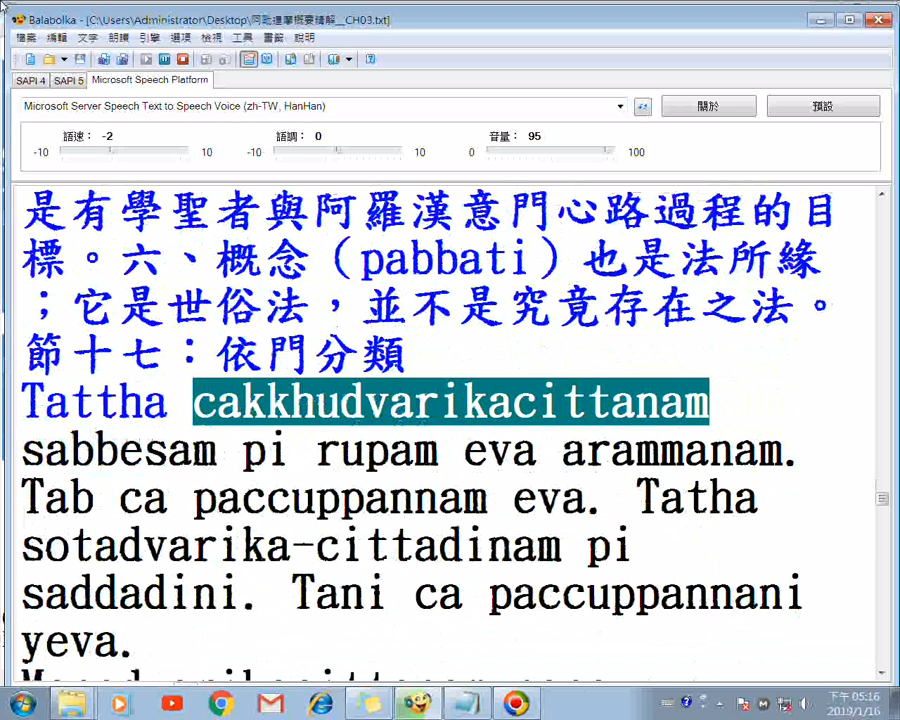 Balabolka - [C:\Users\Administrator\Desktop\阿毗達摩概要精解__CH03.txt]
檔案 編輯 文字 朗讀 引擎 選項 檢視 工具 書籤 說明
SAPI 4 SAPI 5 Microsoft Speech Platform
Microsoft Server Speech Text to Speech Voice (zh-TW, HanHan) 關於 預設
語速： -2 語調： 0 音量： 95
-10 10 -10 10 0 100
是有學聖者與阿羅漢意門心路過程的目
標。六、概念（pabbati）也是法所緣
；它是世俗法，並不是究竟存在之法。
節十七：依門分類
Tattha cakkhudvarikacittanam
sabbesam pi rupam eva arammanam.
Tab ca paccuppannam eva. Tatha
sotadvarika-cittadinam pi
saddadini. Tani ca paccuppannani
yeva.
下午 05:16
2019/1/16